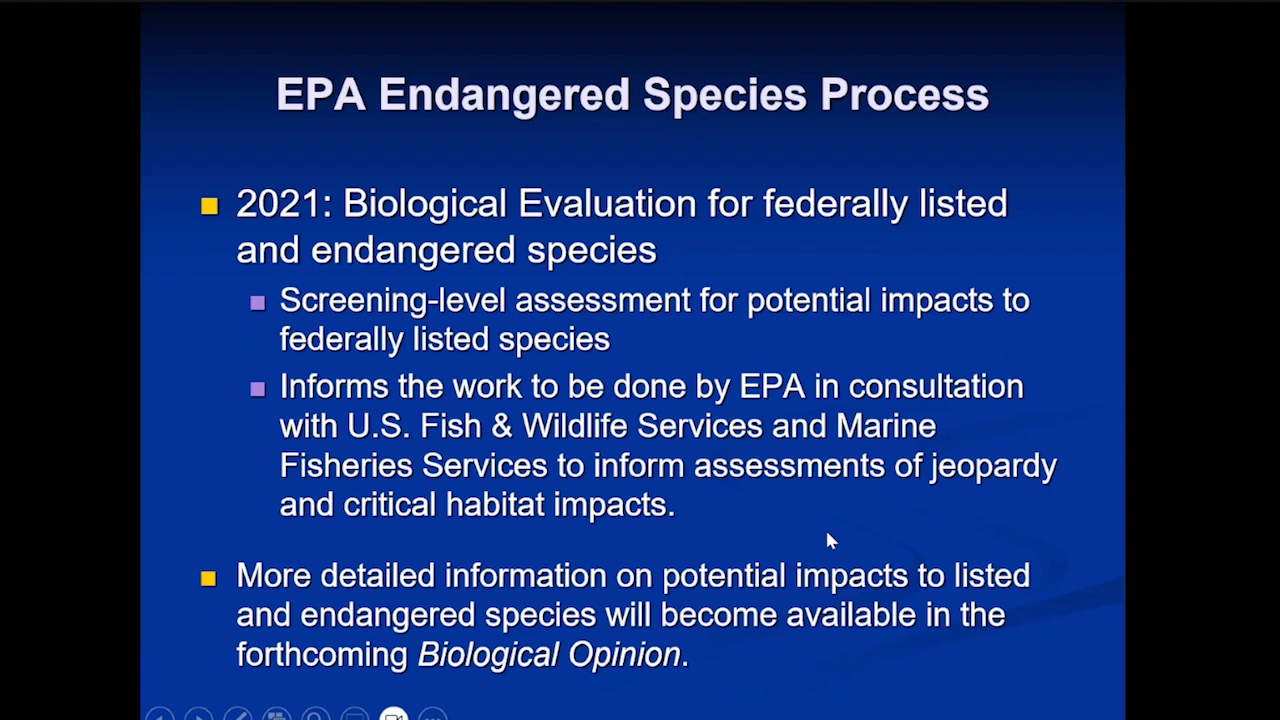 EPA Endangered Species Process
2021: Biological Evaluation for federally listed
and endangered species
Screening-level assessment for potential impacts to
federally listed species
Informs the work to be done by EPA in consultation
with U.S. Fish & Wildlife Services and Marine
Fisheries Services to inform assessments of jeopardy
and critical habitat impacts.
More detailed information on potential impacts to listed
and endangered species will become available in the
forthcoming Biological Opinion.